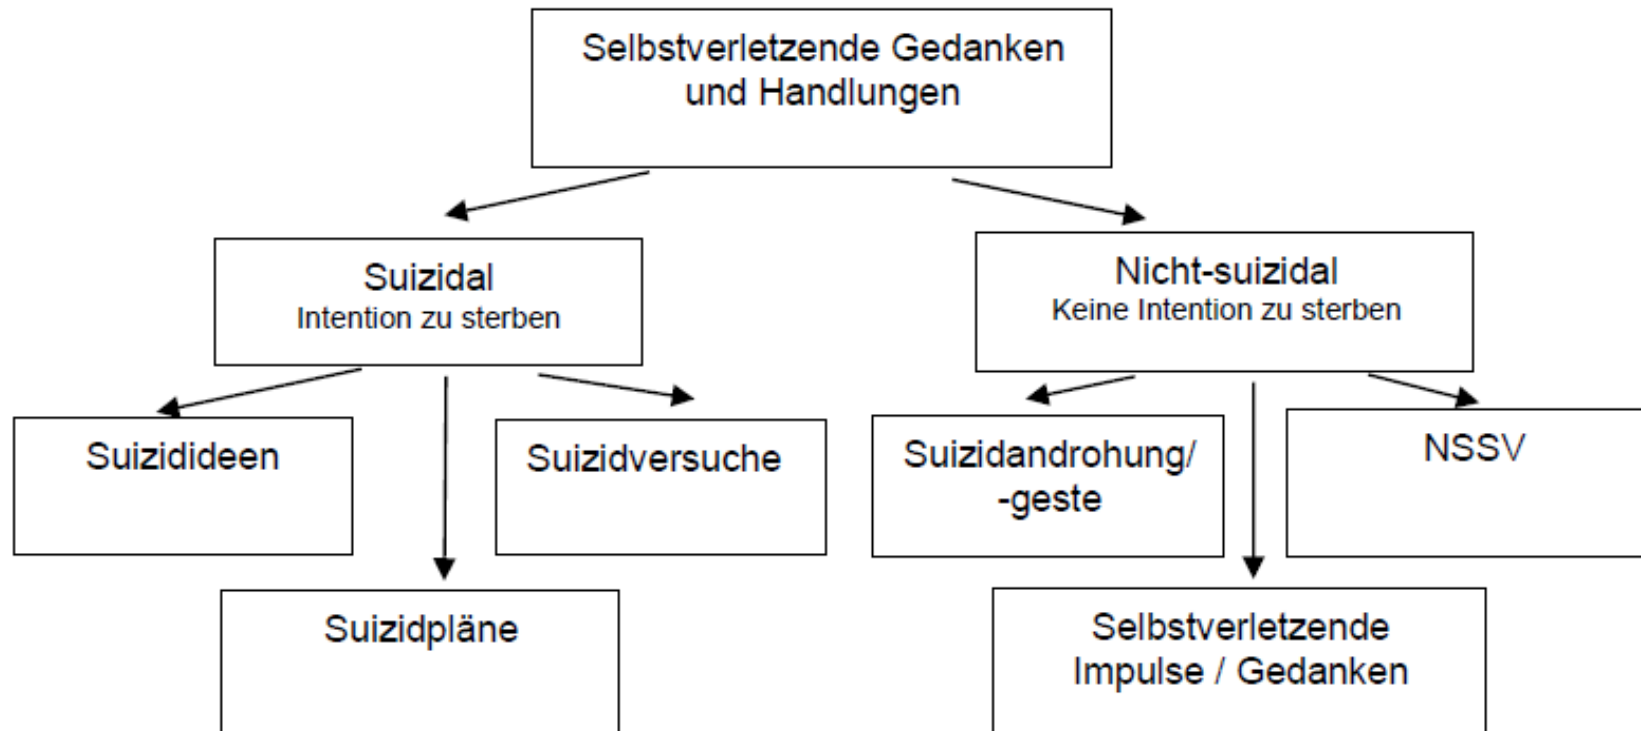 Selbstverletzende Gedanken
und Handlungen
Suizidal
Intention zu sterben
Nicht-suizidal
Keine Intention zu sterben
Suizidideen
Suizidversuche
Suizidandrohung/
-geste
NSSV
Suizidpläne
Selbstverletzende
Impulse / Gedanken